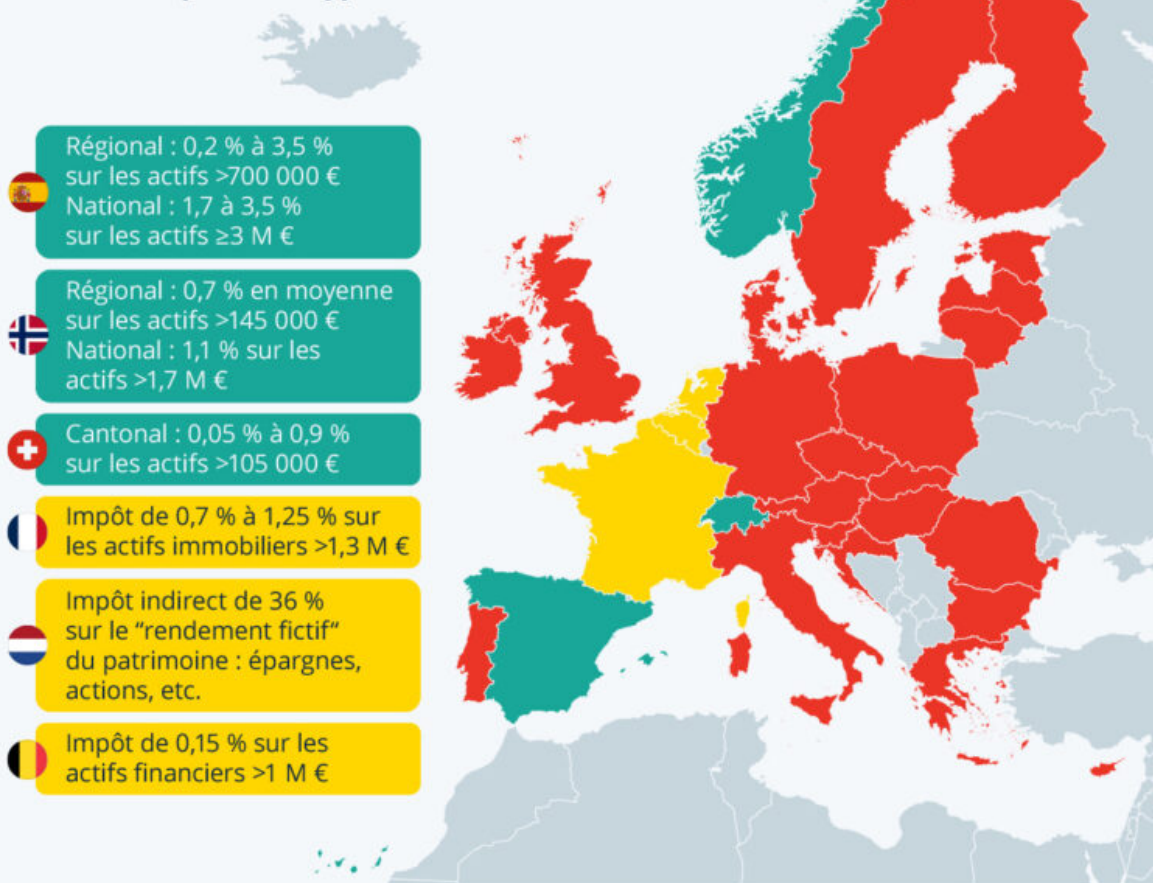 Régional : 0,2 % à 3,5 %
sur les actifs >700 000 €
National : 1,7 à 3,5 %
sur les actifs ≥3 M €
Régional : 0,7 % en moyenne
sur les actifs >145 000 €
National : 1,1 % sur les
actifs >1,7 M €
Cantonal : 0,05 % à 0,9 %
sur les actifs >105 000 €
Impôt de 0,7 % à 1,25 % sur
les actifs immobiliers >1,3 M €
Impôt indirect de 36 %
sur le “rendement fictif“
du patrimoine : épargnes,
actions, etc.
Impôt de 0,15 % sur les
actifs financiers >1 M €